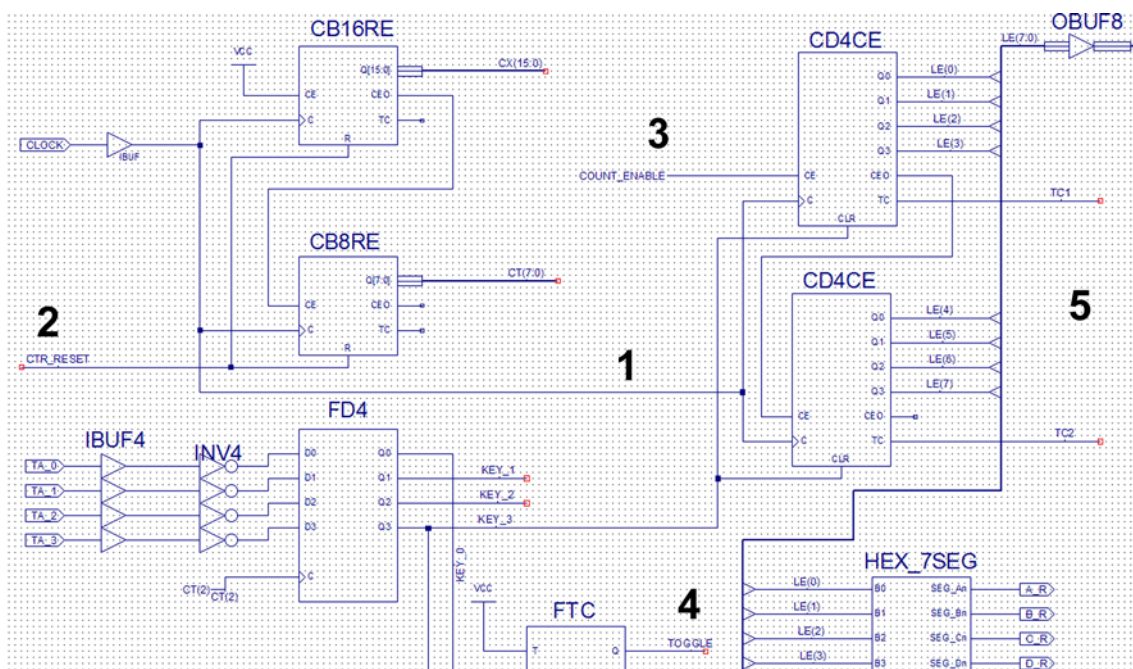 CB16RE
VCC
Q[15:0]
CX(15:0)
CE
CEO
C
TC
R
CLOCK
IBUF
CB8RE
Q[7:0]
CT(7:0)
CE
CEO
C
TC
R
2
CTR_RESET
1
3
COUNT_ENABLE
CD4CE
Q0
LE(0)
Q1
LE(1)
Q2
LE(2)
Q3
LE(3)
CE
CEO
C
TC
TC1
CLR
OBUF8
LE(7:0)
CD4CE
Q0
LE(4)
Q1
LE(5)
Q2
LE(6)
Q3
LE(7)
CE
CEO
C
TC
TC2
CLR
5
FD4
IBUF4
INV4
TA_0
D0
Q0
TA_1
D1
Q1
KEY_1
TA_2
D2
Q2
KEY_2
TA_3
D3
Q3
KEY_3
C
CT(2)
CT(2)
KEY_0
VCC
FTC
T
Q
TOGGLE
4
HEX_7SEG
LE(0)
B0
SEG_An
A_R
LE(1)
B1
SEG_Bn
B_R
LE(2)
B2
SEG_Cn
C_R
LE(3)
B3
SEG_Dn
D_R